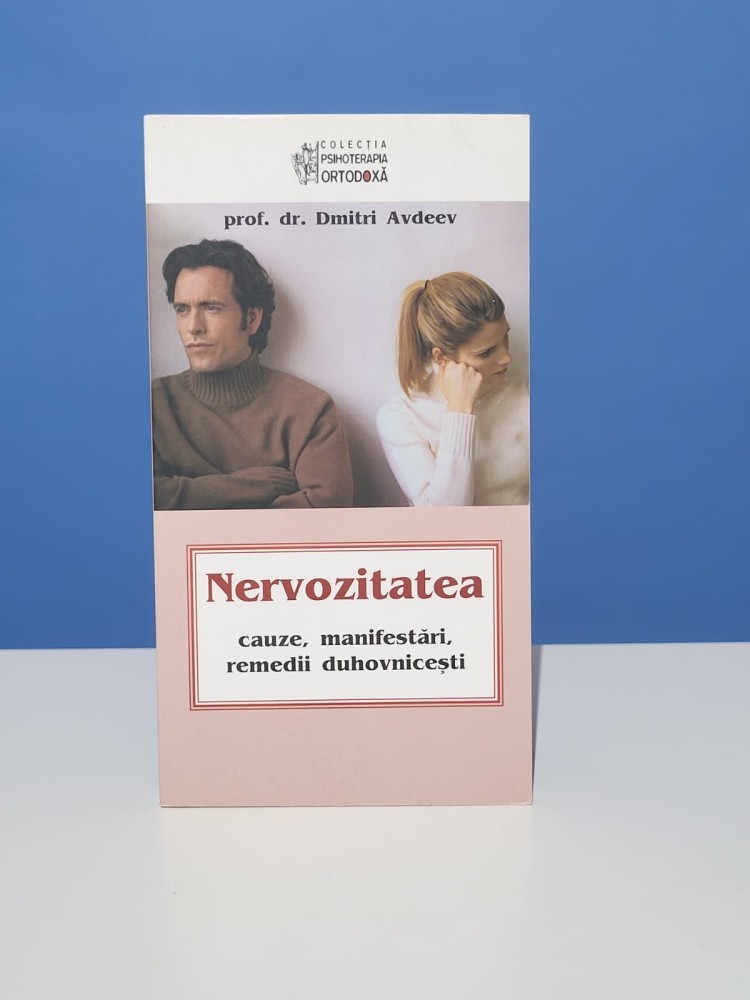 COLECȚIA
PSIHOTERAPIA
ORTODOXĂ
prof. dr. Dmitri Avdeev
Nervozitatea
cauze, manifestări,
remedii duhovnicești